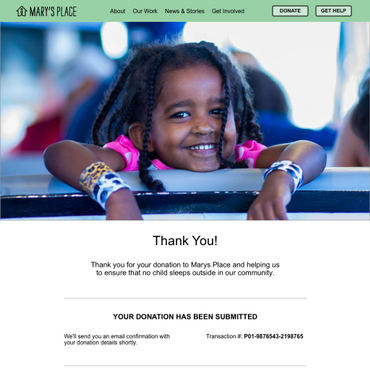 MARY'S PLACE
About Our Work News & Stories Get Involved DONATE GET HELP
Thank You!
Thank you for your donation to Marys Place and helping us
to ensure that no child sleeps outside in our community.
YOUR DONATION HAS BEEN SUBMITTED
We'll send you an email confirmation with
your donation details shortly.
Transaction #: P01-9876543-2198765